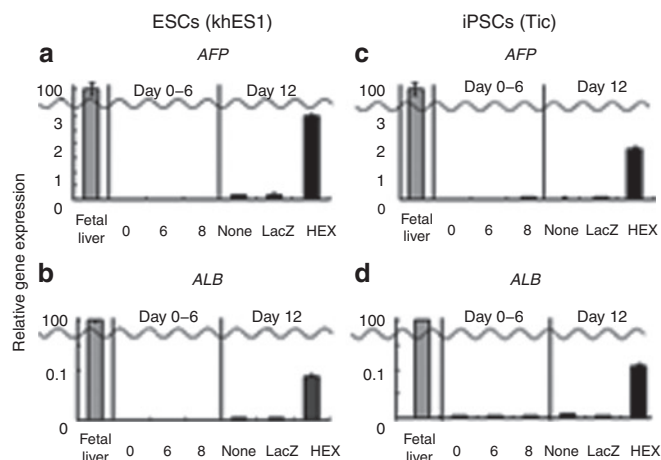 ESCs (khES1)
iPSCs (Tic)
Relative gene expression
a
AFP
Day 0–6
Day 12
100
3
2
1
0
Fetal liver
0
6
8
None
LacZ
HEX
c
AFP
Day 0–6
Day 12
100
3
2
1
0
Fetal liver
0
6
8
None
LacZ
HEX
b
ALB
Day 0–6
Day 12
100
0.1
0
Fetal liver
0
6
8
None
LacZ
HEX
d
ALB
Day 0–6
Day 12
100
0.1
0
Fetal liver
0
6
8
None
LacZ
HEX